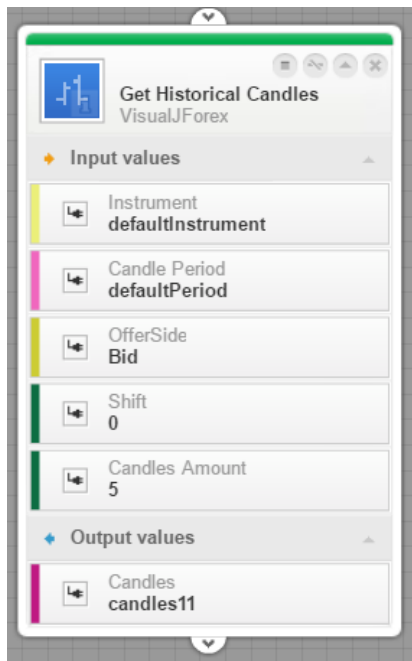 Get Historical Candles
VisualJForex
Input values
Instrument
defaultInstrument
Candle Period
defaultPeriod
OfferSide
Bid
Shift
0
Candles Amount
5
Output values
Candles
candles11